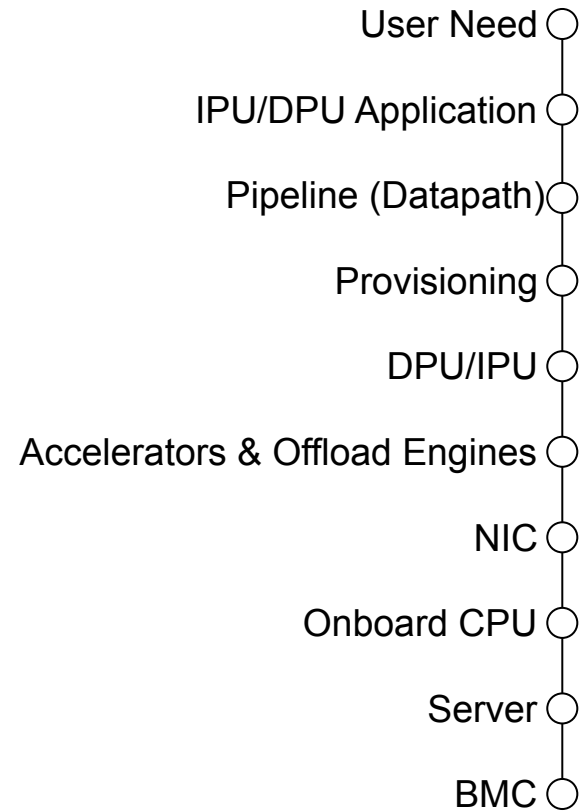 User Need
IPU/DPU Application
Pipeline (Datapath)
Provisioning
DPU/IPU
Accelerators & Offload Engines
NIC
Onboard CPU
Server
BMC